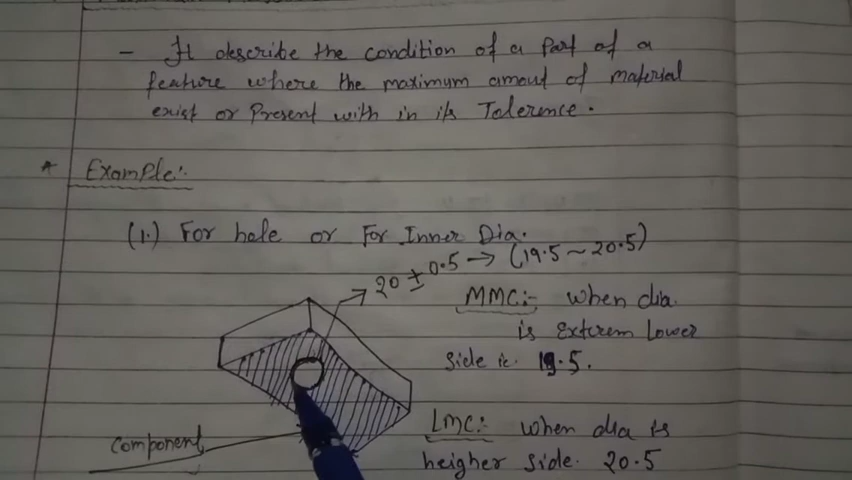 - It describe the condition of a Part of a
feature where the maximum amout of material
exist or Present with in its Tolerence.
* Example:-
(1.) For hole or For Inner Dia.
20 ± 0.5 → (19.5 ~ 20.5)
MMC:- when dia.
is Exterem Lower
side ie. 19.5.
Component
LMC:- when dia is
heigher side. 20.5